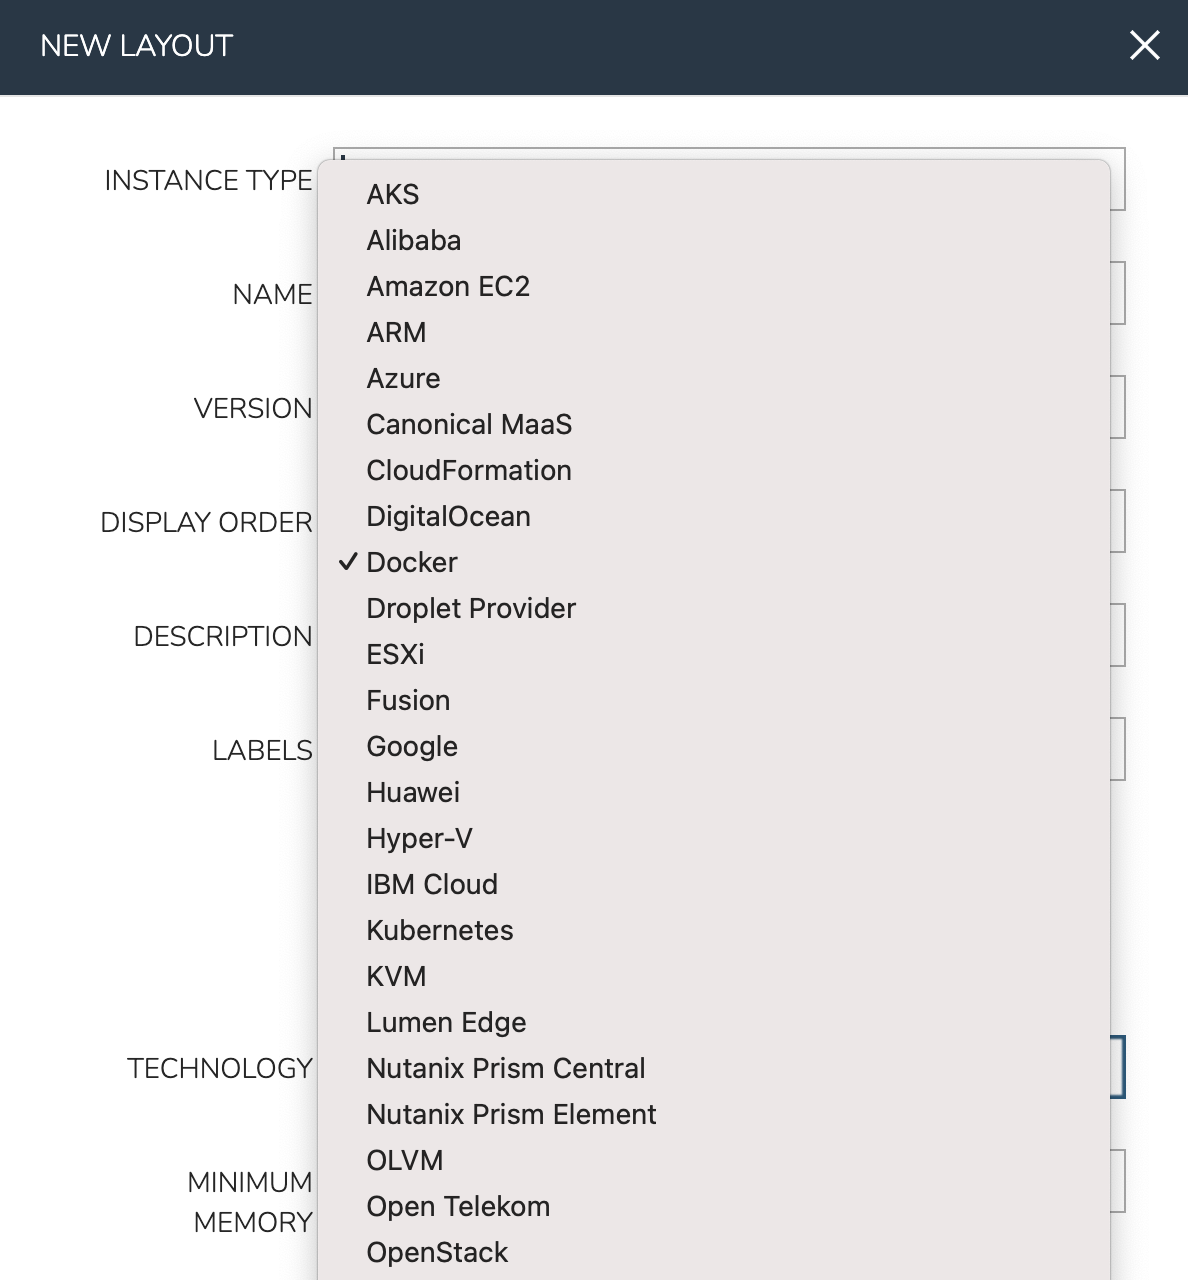 NEW LAYOUT
INSTANCE TYPE
NAME
VERSION
DISPLAY ORDER
DESCRIPTION
LABELS
TECHNOLOGY
MINIMUM
MEMORY
AKS
Alibaba
Amazon EC2
ARM
Azure
Canonical MaaS
CloudFormation
DigitalOcean
✓ Docker
Droplet Provider
ESXi
Fusion
Google
Huawei
Hyper-V
IBM Cloud
Kubernetes
KVM
Lumen Edge
Nutanix Prism Central
Nutanix Prism Element
OLVM
Open Telekom
OpenStack